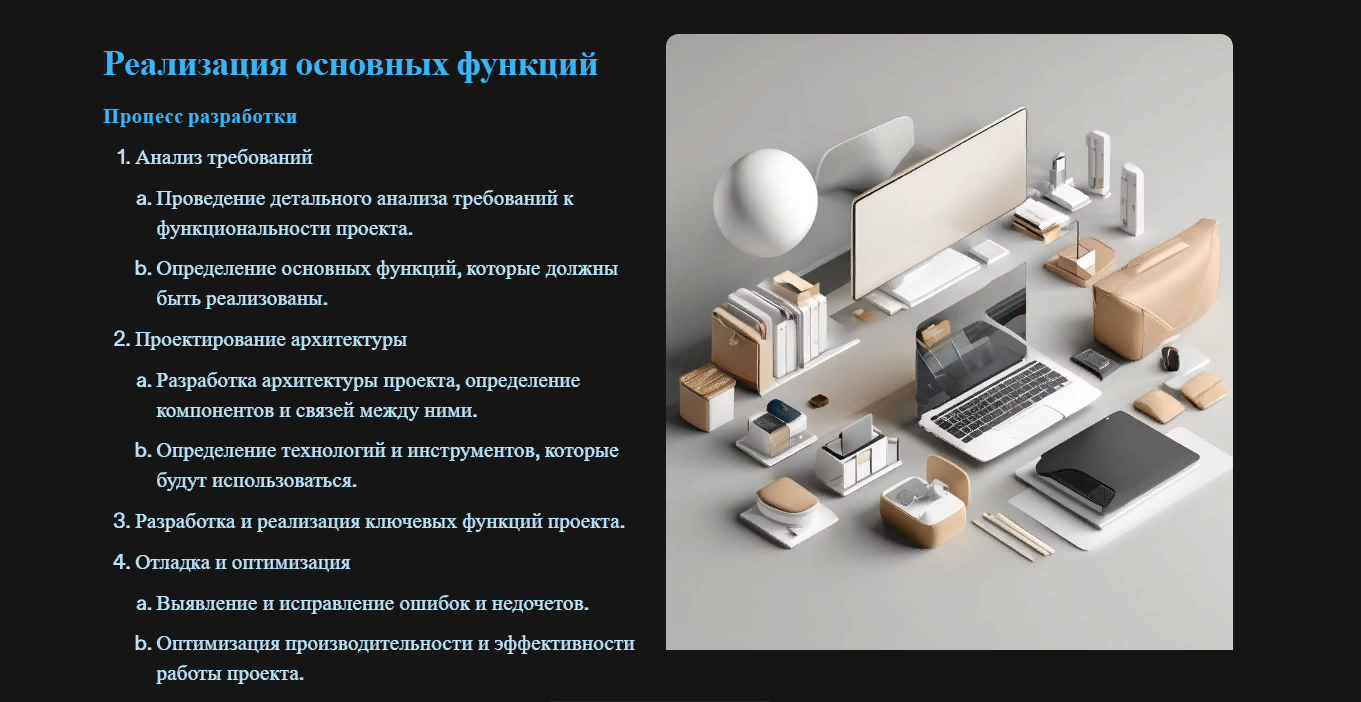 Реализация основных функций
Процесс разработки
1. Анализ требований
a. Проведение детального анализа требований к
функциональности проекта.
b. Определение основных функций, которые должны
быть реализованы.
2. Проектирование архитектуры
a. Разработка архитектуры проекта, определение
компонентов и связей между ними.
b. Определение технологий и инструментов, которые
будут использоваться.
3. Разработка и реализация ключевых функций проекта.
4. Отладка и оптимизация
a. Выявление и исправление ошибок и недочетов.
b. Оптимизация производительности и эффективности
работы проекта.